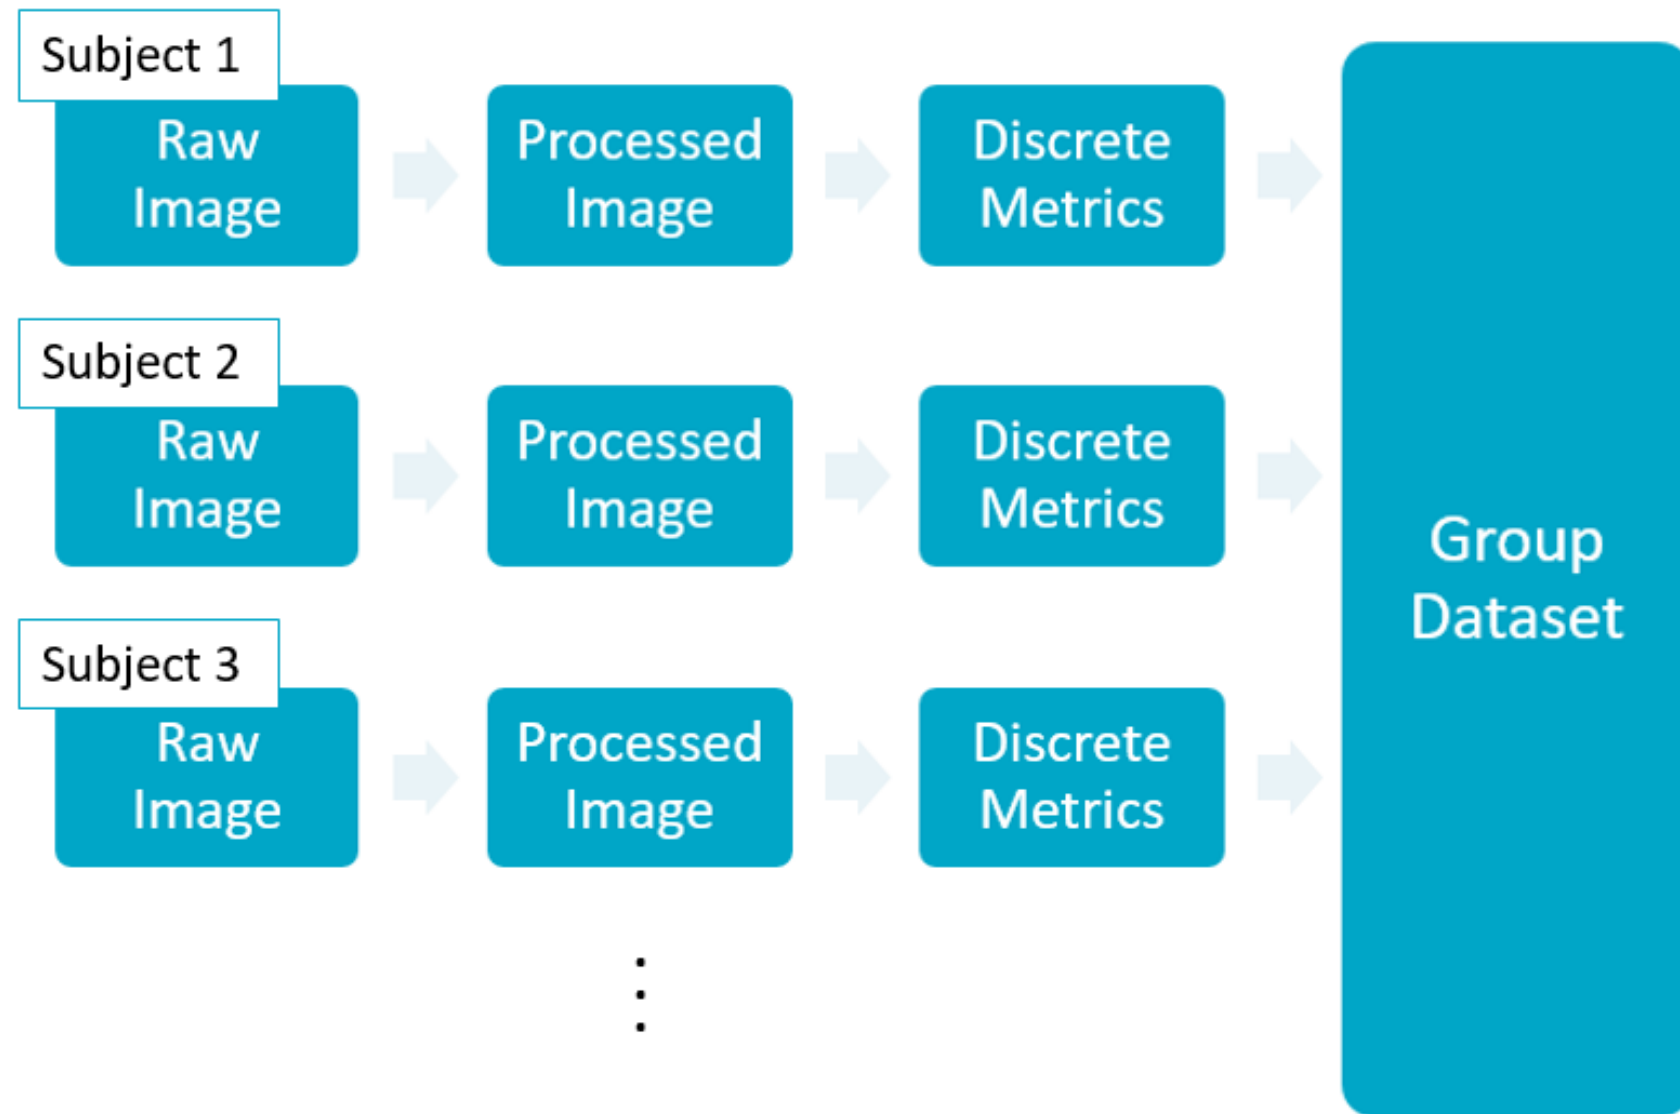 Subject 1
Raw
Image
Processed
Image
Discrete
Metrics
Subject 2
Raw
Image
Processed
Image
Discrete
Metrics
Subject 3
Raw
Image
Processed
Image
Discrete
Metrics
Group
Dataset